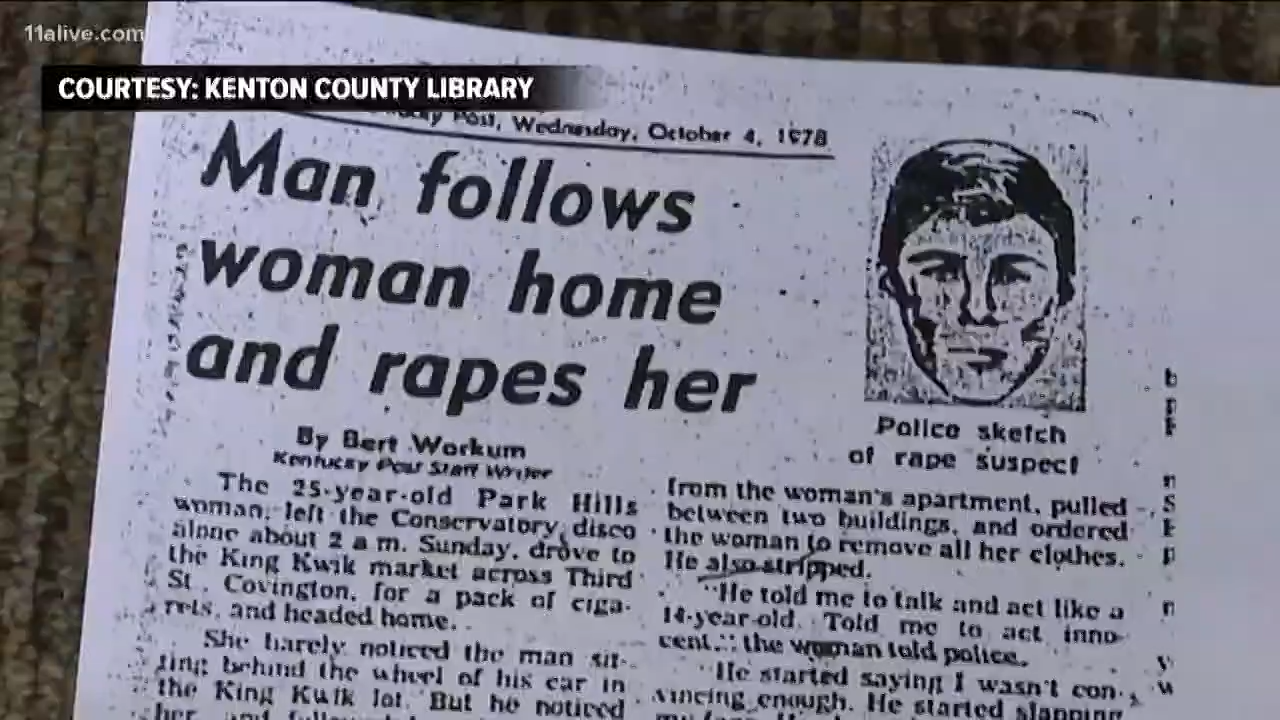 11alive.com
COURTESY: KENTON COUNTY LIBRARY
Post, Wednesday, October 4, 1978
Man follows
woman home
and rapes her
By Bert Workum
Kentucky Post Staff Writer
The 25-year-old Park Hills
woman, left the Conservatory disco
alone about 2 a m. Sunday, drove to
the King Kwik market across Third
St., Covington, for a pack of ciga-
rets, and headed home.
She barely noticed the man sit-
ting behind the wheel of his car in
the King Kwik lot. But he noticed
her, and
Police sketch
of rape suspect
from the woman's apartment, pulled
between two buildings, and ordered
the woman to remove all her clothes.
He also stripped.
"He told me to talk and act like a
14-year-old. Told me to act inno-
cent," the woman told police.
"He started saying I wasn't con-
vincing enough. He started slapping
my face.